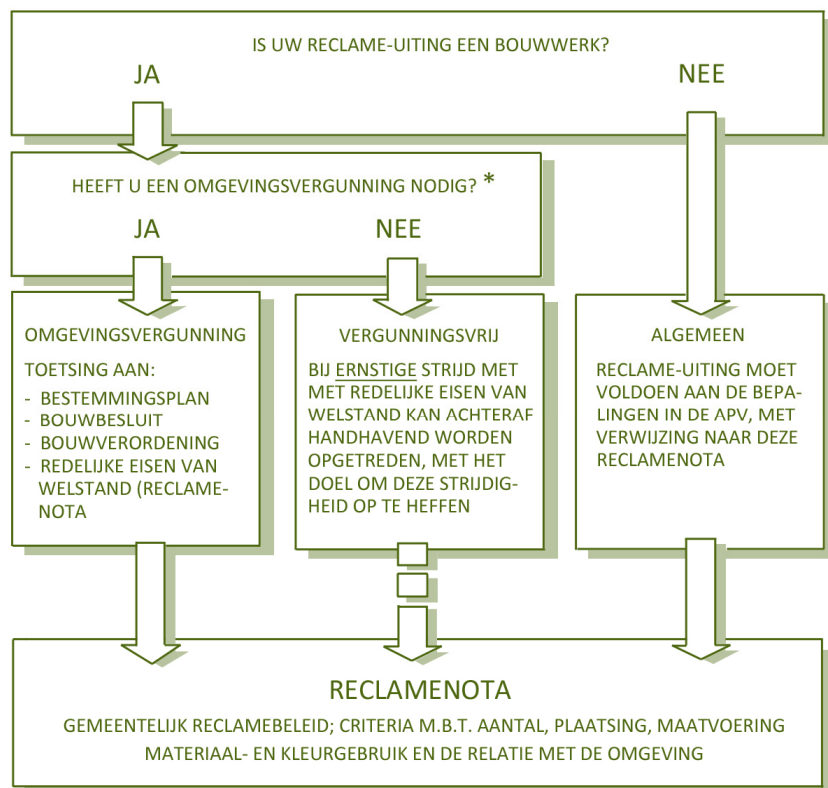 IS UW RECLAME-UITING EEN BOUWWERK?
JA
NEE
HEEFT U EEN OMGEVINGSVERGUNNING NODIG? *
JA
NEE
OMGEVINGSVERGUNNING
TOETSING AAN:
- BESTEMMINGSPLAN
- BOUWBESLUIT
- BOUWVERORDENING
- REDELIJKE EISEN VAN
WELSTAND (RECLAME-
NOTA
VERGUNNINGSVRIJ
BIJ ERNSTIGE STRIJD MET
MET REDELIJKE EISEN VAN
WELSTAND KAN ACHTERAF
HANDHAVEND WORDEN
OPGETREDEN, MET HET
DOEL OM DEZE STRIJDIG-
HEID OP TE HEFFEN
ALGEMEEN
RECLAME-UITING MOET
VOLDOEN AAN DE BEPA-
LINGEN IN DE APV, MET
VERWIJZING NAAR DEZE
RECLAMENOTA
RECLAMENOTA
GEMEENTELIJK RECLAMEBELEID; CRITERIA M.B.T. AANTAL, PLAATSING, MAATVOERING
MATERIAAL- EN KLEURGEBRUIK EN DE RELATIE MET DE OMGEVING